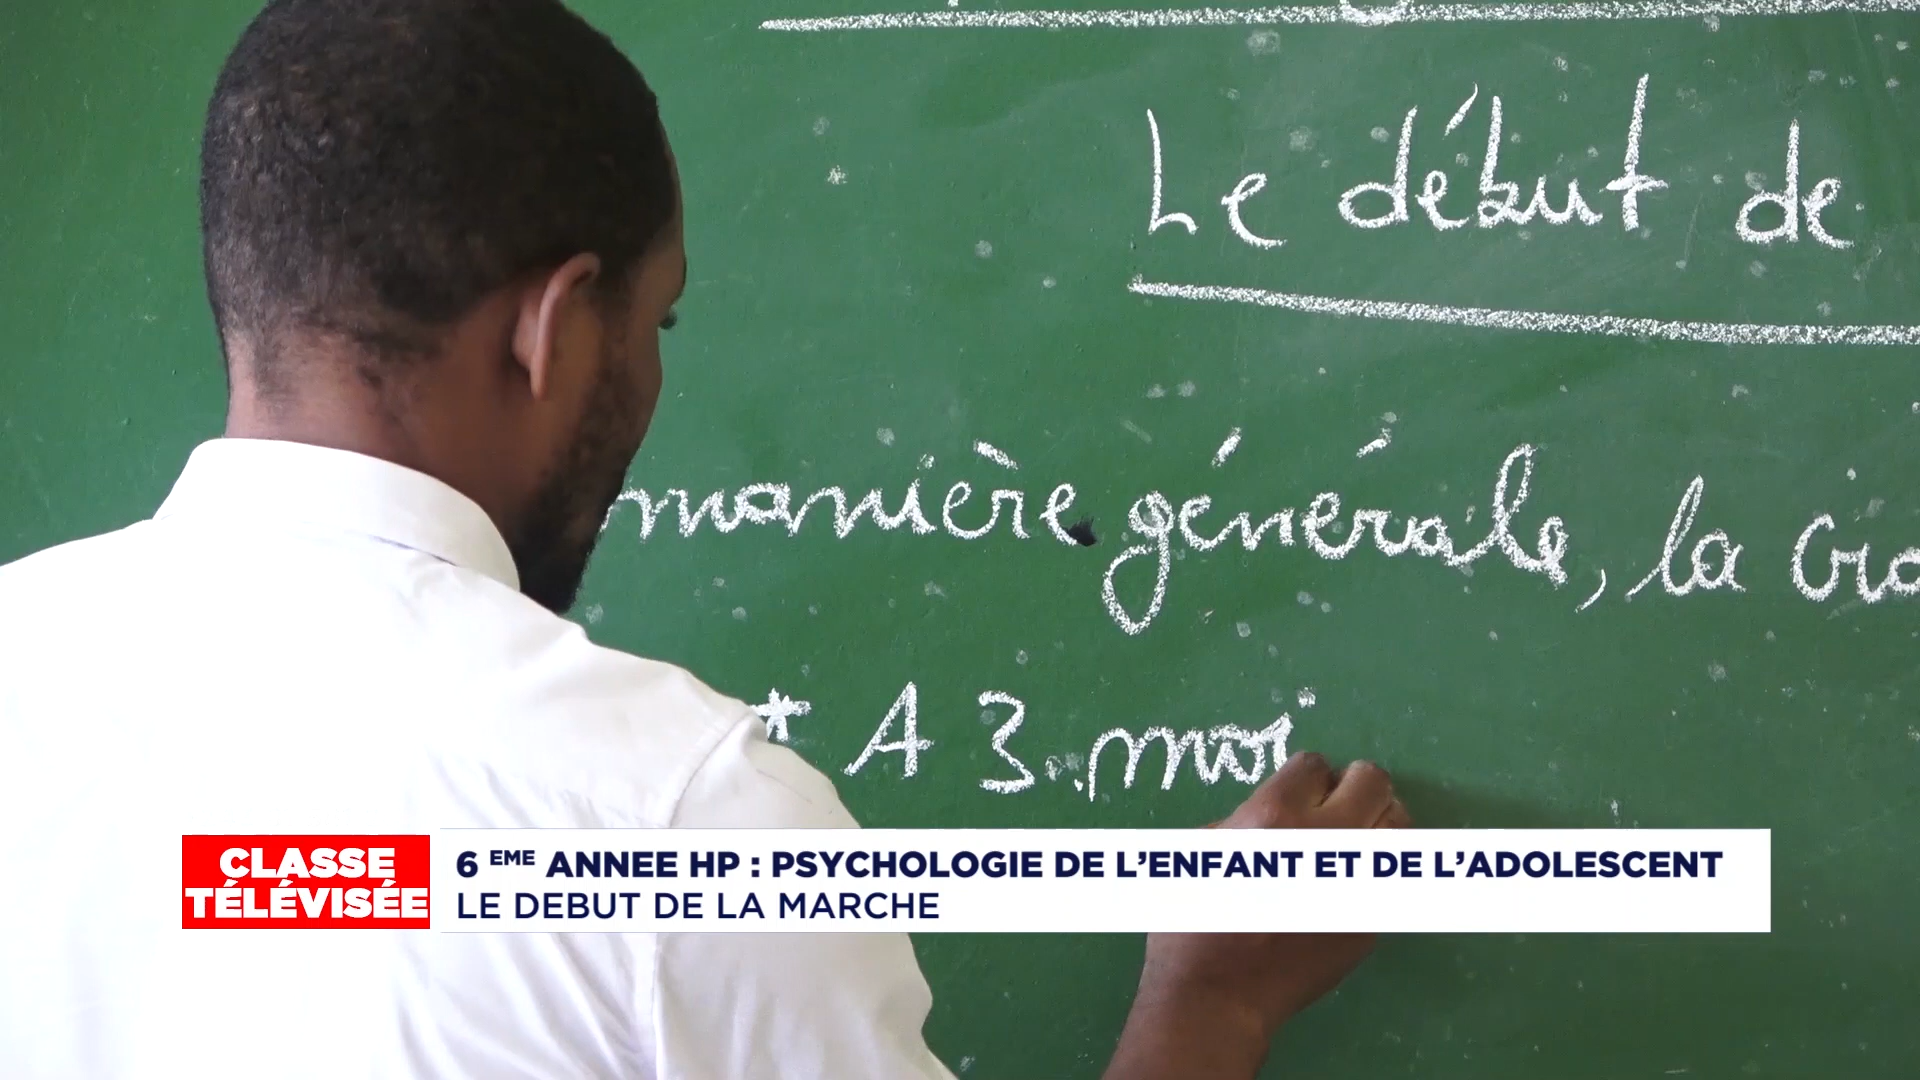 Le début de
manière générale, la
A 3 moi
CLASSE
TÉLÉVISÉE
6 EME ANNEE HP : PSYCHOLOGIE DE L’ENFANT ET DE L’ADOLESCENT
LE DEBUT DE LA MARCHE